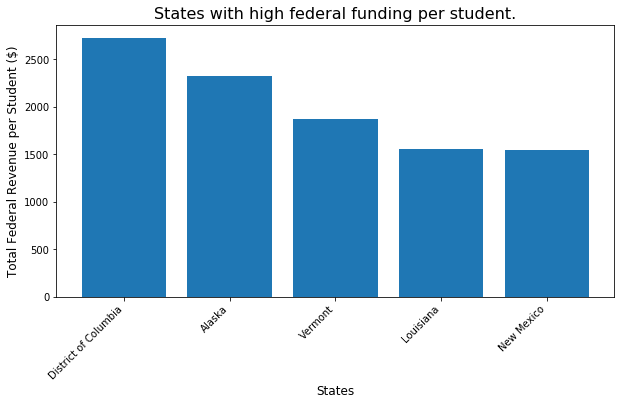 States with high federal funding per student.
Total Federal Revenue per Student ($)
2500
2000
1500
1000
500
0
District of Columbia
Alaska
Vermont
Louisiana
New Mexico
States